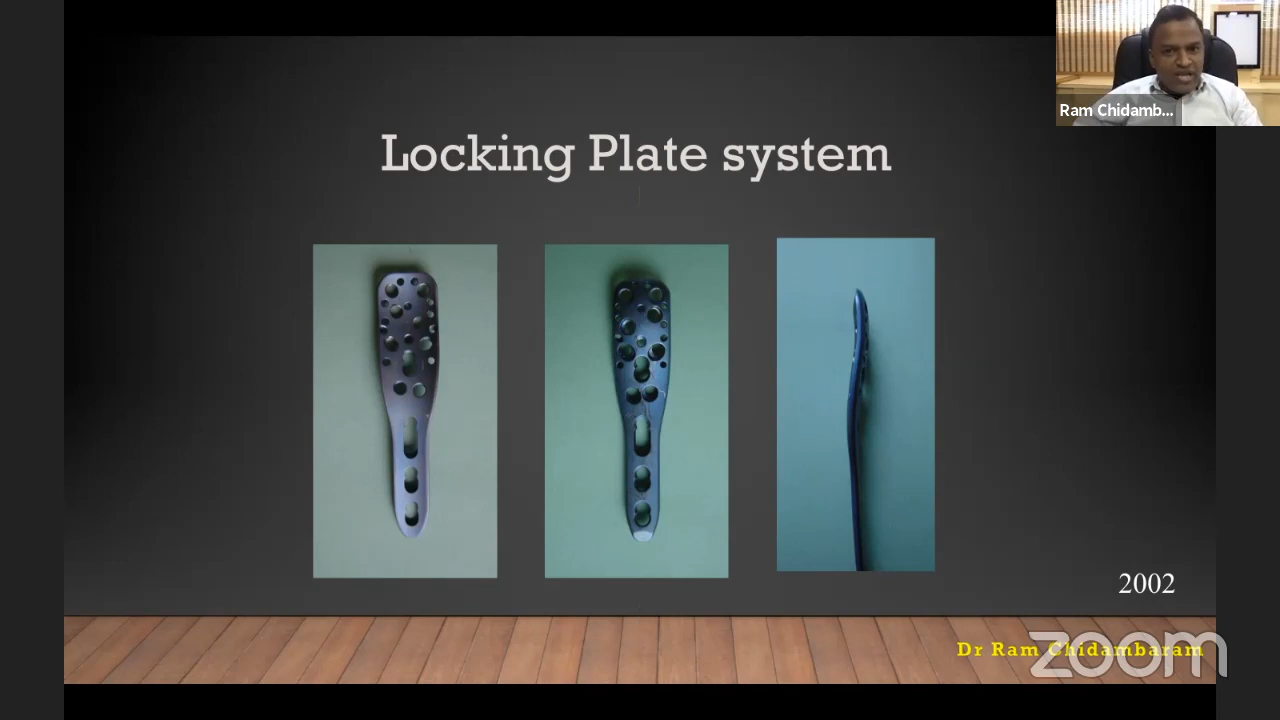 Ram Chidamb...
Locking Plate system
2002
Dr Ram Chidambaram
zoom